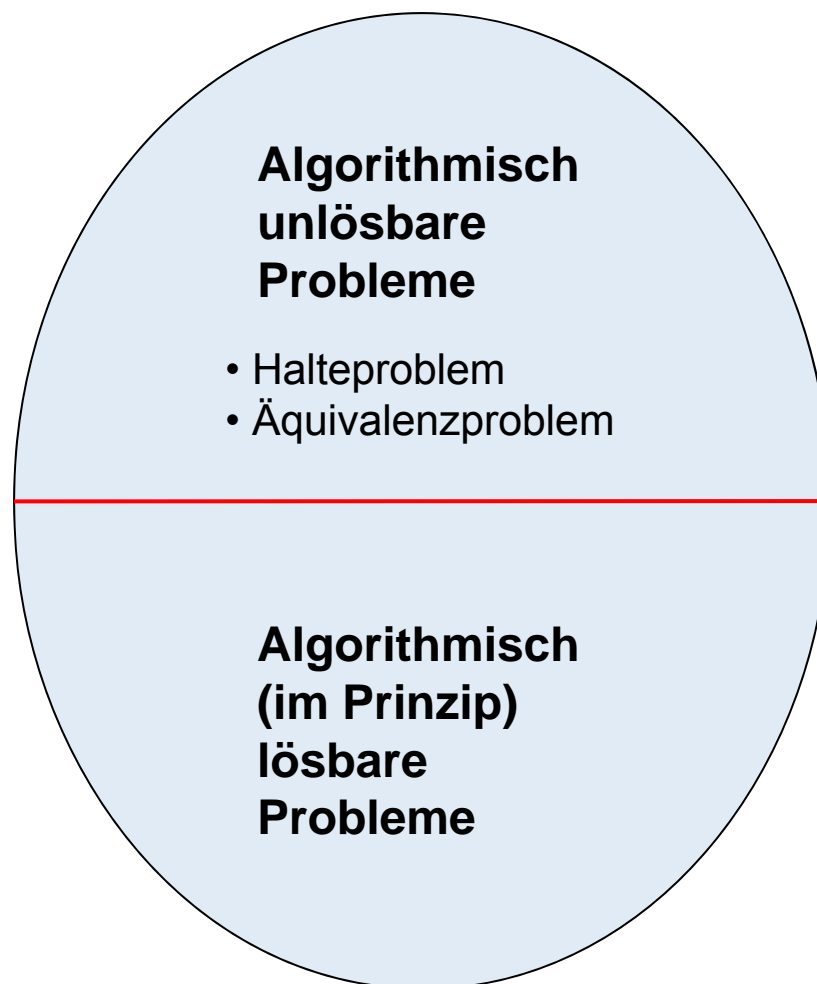 Algorithmisch
unlösbare
Probleme
• Halteproblem
• Äquivalenzproblem
Algorithmisch
(im Prinzip)
lösbare
Probleme